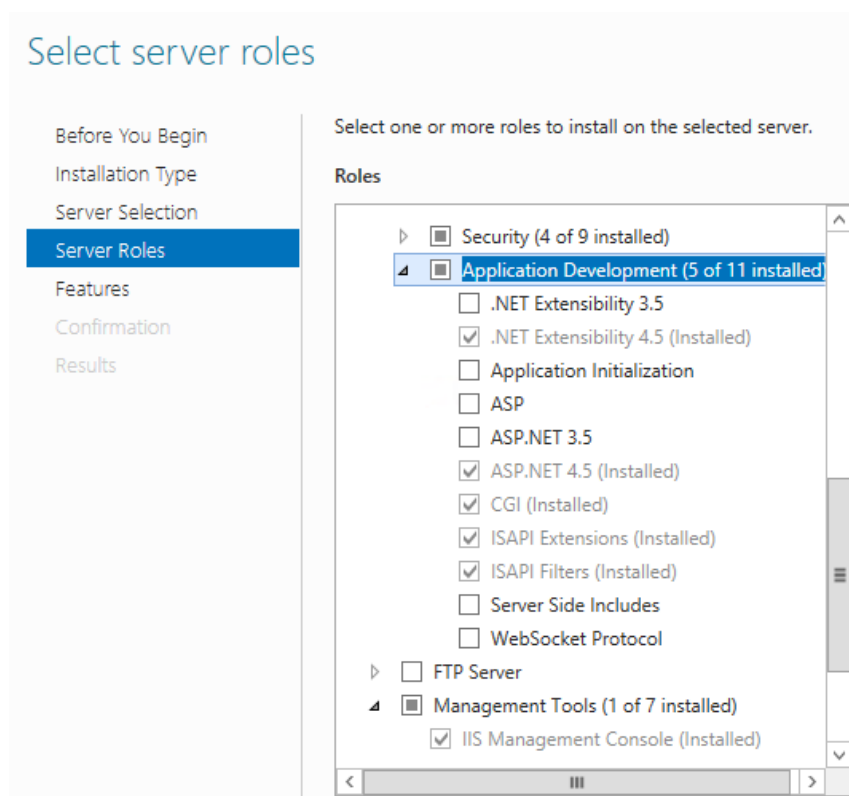 Select server roles
Before You Begin
Installation Type
Server Selection
Server Roles
Features
Confirmation
Results
Select one or more roles to install on the selected server.
Roles
Security (4 of 9 installed)
Application Development (5 of 11 installed)
.NET Extensibility 3.5
.NET Extensibility 4.5 (Installed)
Application Initialization
ASP
ASP.NET 3.5
ASP.NET 4.5 (Installed)
CGI (Installed)
ISAPI Extensions (Installed)
ISAPI Filters (Installed)
Server Side Includes
WebSocket Protocol
FTP Server
Management Tools (1 of 7 installed)
IIS Management Console (Installed)